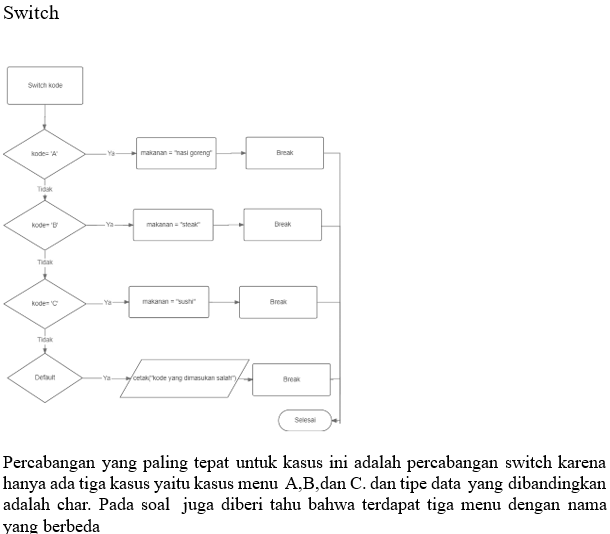 Switch
Switch kode
kode= 'A'
Ya
makanan = "nasi goreng"
Break
Tidak
kode= 'B'
Ya
makanan = "steak"
Break
Tidak
kode= 'C'
Ya
makanan = "sushi"
Break
Tidak
Default
Ya
cetak("kode yang dimasukan salah")
Break
Selesai
Percabangan yang paling tepat untuk kasus ini adalah percabangan switch karena
hanya ada tiga kasus yaitu kasus menu A,B,dan C. dan tipe data yang dibandingkan
adalah char. Pada soal juga diberi tahu bahwa terdapat tiga menu dengan nama
yang berbeda